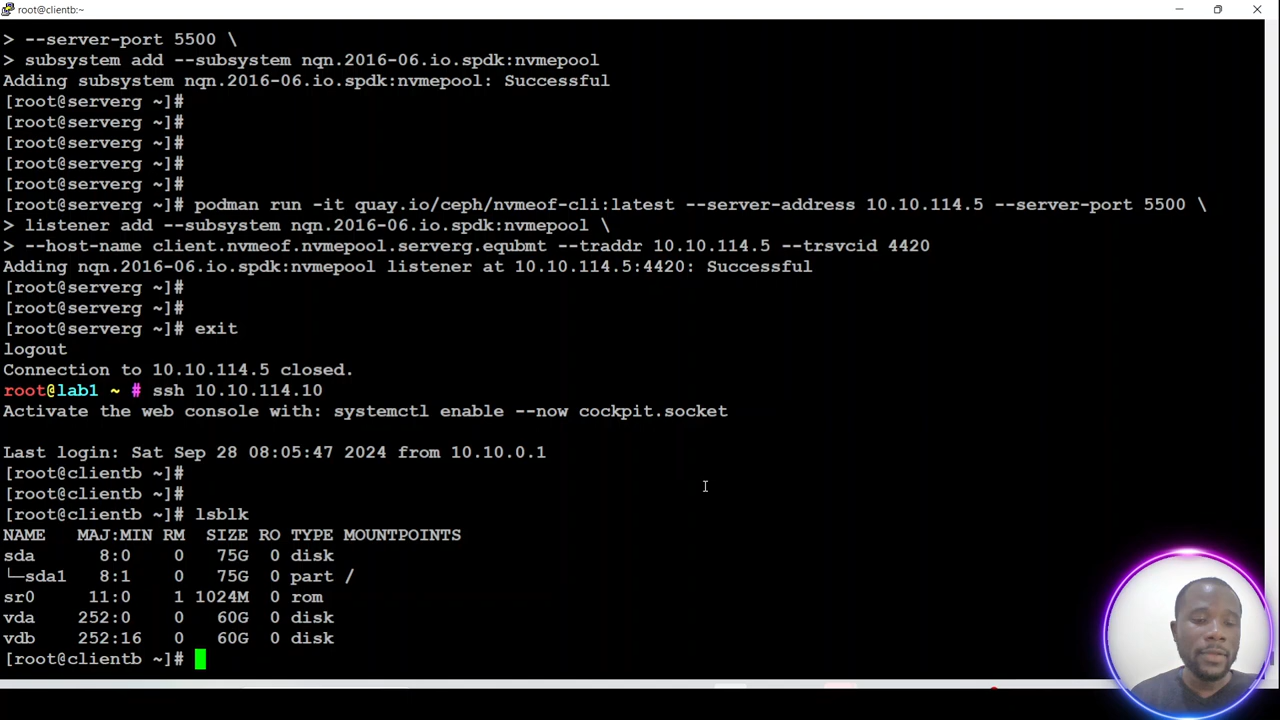 root@clientb:~
> --server-port 5500 \
> subsystem add --subsystem nqn.2016-06.io.spdk:nvmepool
Adding subsystem nqn.2016-06.io.spdk:nvmepool: Successful
[root@serverg ~]#
[root@serverg ~]#
[root@serverg ~]#
[root@serverg ~]#
[root@serverg ~]#
[root@serverg ~]# podman run -it quay.io/ceph/nvmeof-cli:latest --server-address 10.10.114.5 --server-port 5500 \
> listener add --subsystem nqn.2016-06.io.spdk:nvmepool \
> --host-name client.nvmeof.nvmepool.serverg.equbmt --traddr 10.10.114.5 --trsvcid 4420
Adding nqn.2016-06.io.spdk:nvmepool listener at 10.10.114.5:4420: Successful
[root@serverg ~]#
[root@serverg ~]#
[root@serverg ~]# exit
logout
Connection to 10.10.114.5 closed.
root@lab1 ~ # ssh 10.10.114.10
Activate the web console with: systemctl enable --now cockpit.socket
Last login: Sat Sep 28 08:05:47 2024 from 10.10.0.1
[root@clientb ~]#
[root@clientb ~]#
[root@clientb ~]# lsblk
NAME   MAJ:MIN RM  SIZE RO TYPE MOUNTPOINTS
sda      8:0    0   75G  0 disk
└─sda1   8:1    0   75G  0 part /
sr0     11:0    1 1024M  0 rom
vda    252:0    0   60G  0 disk
vdb    252:16   0   60G  0 disk
[root@clientb ~]#